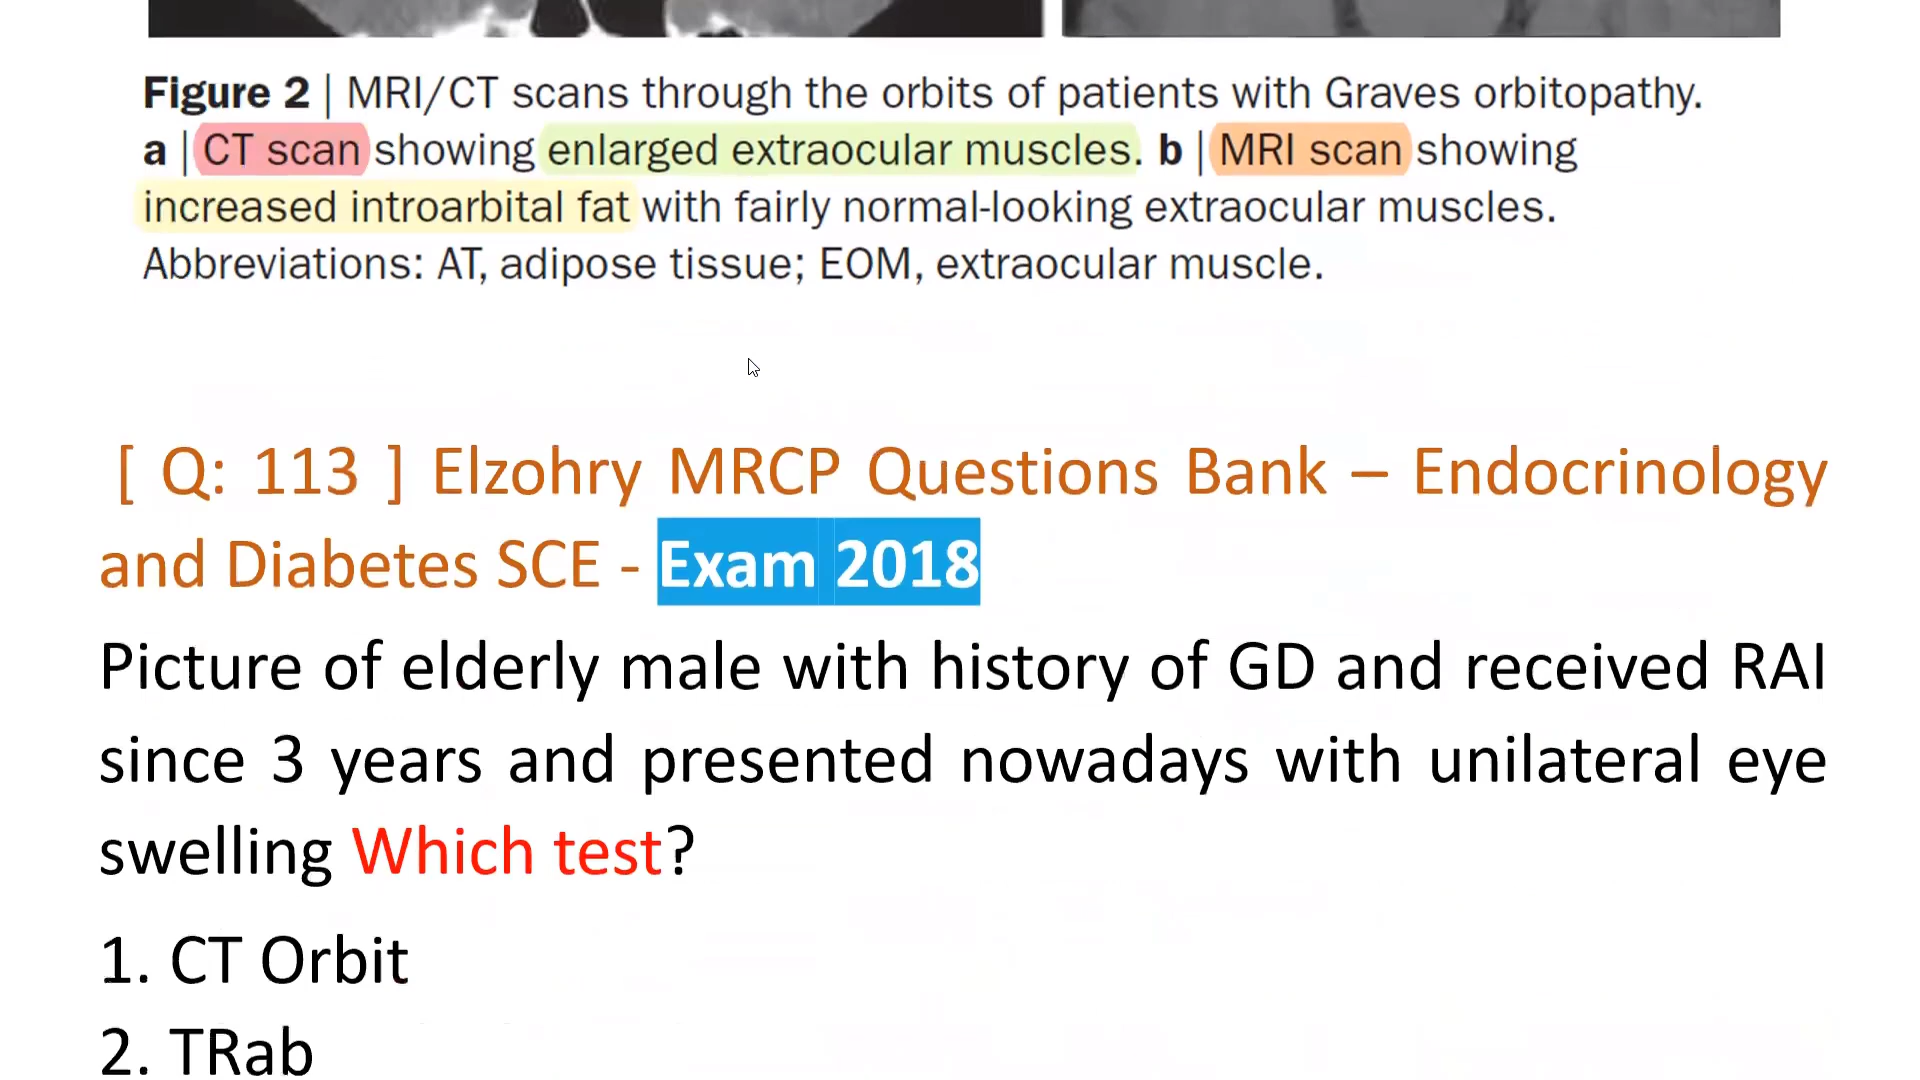 Figure 2 | MRI/CT scans through the orbits of patients with Graves orbitopathy.
a | CT scan showing enlarged extraocular muscles. b | MRI scan showing
increased introarbital fat with fairly normal-looking extraocular muscles.
Abbreviations: AT, adipose tissue; EOM, extraocular muscle.
[ Q: 113 ] Elzohry MRCP Questions Bank – Endocrinology
and Diabetes SCE - Exam 2018
Picture of elderly male with history of GD and received RAI
since 3 years and presented nowadays with unilateral eye
swelling Which test?
1. CT Orbit
2. TRab